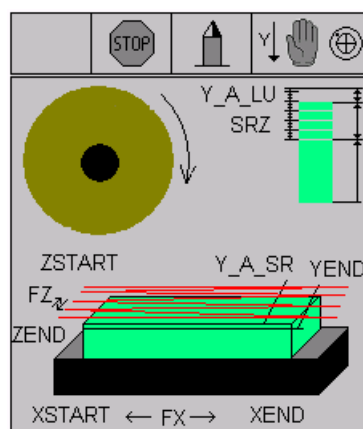 STOP
Y
Y_A_LU
SRZ
ZSTART
Y_A_SR
YEND
FZ
ZEND
XSTART ← FX → XEND